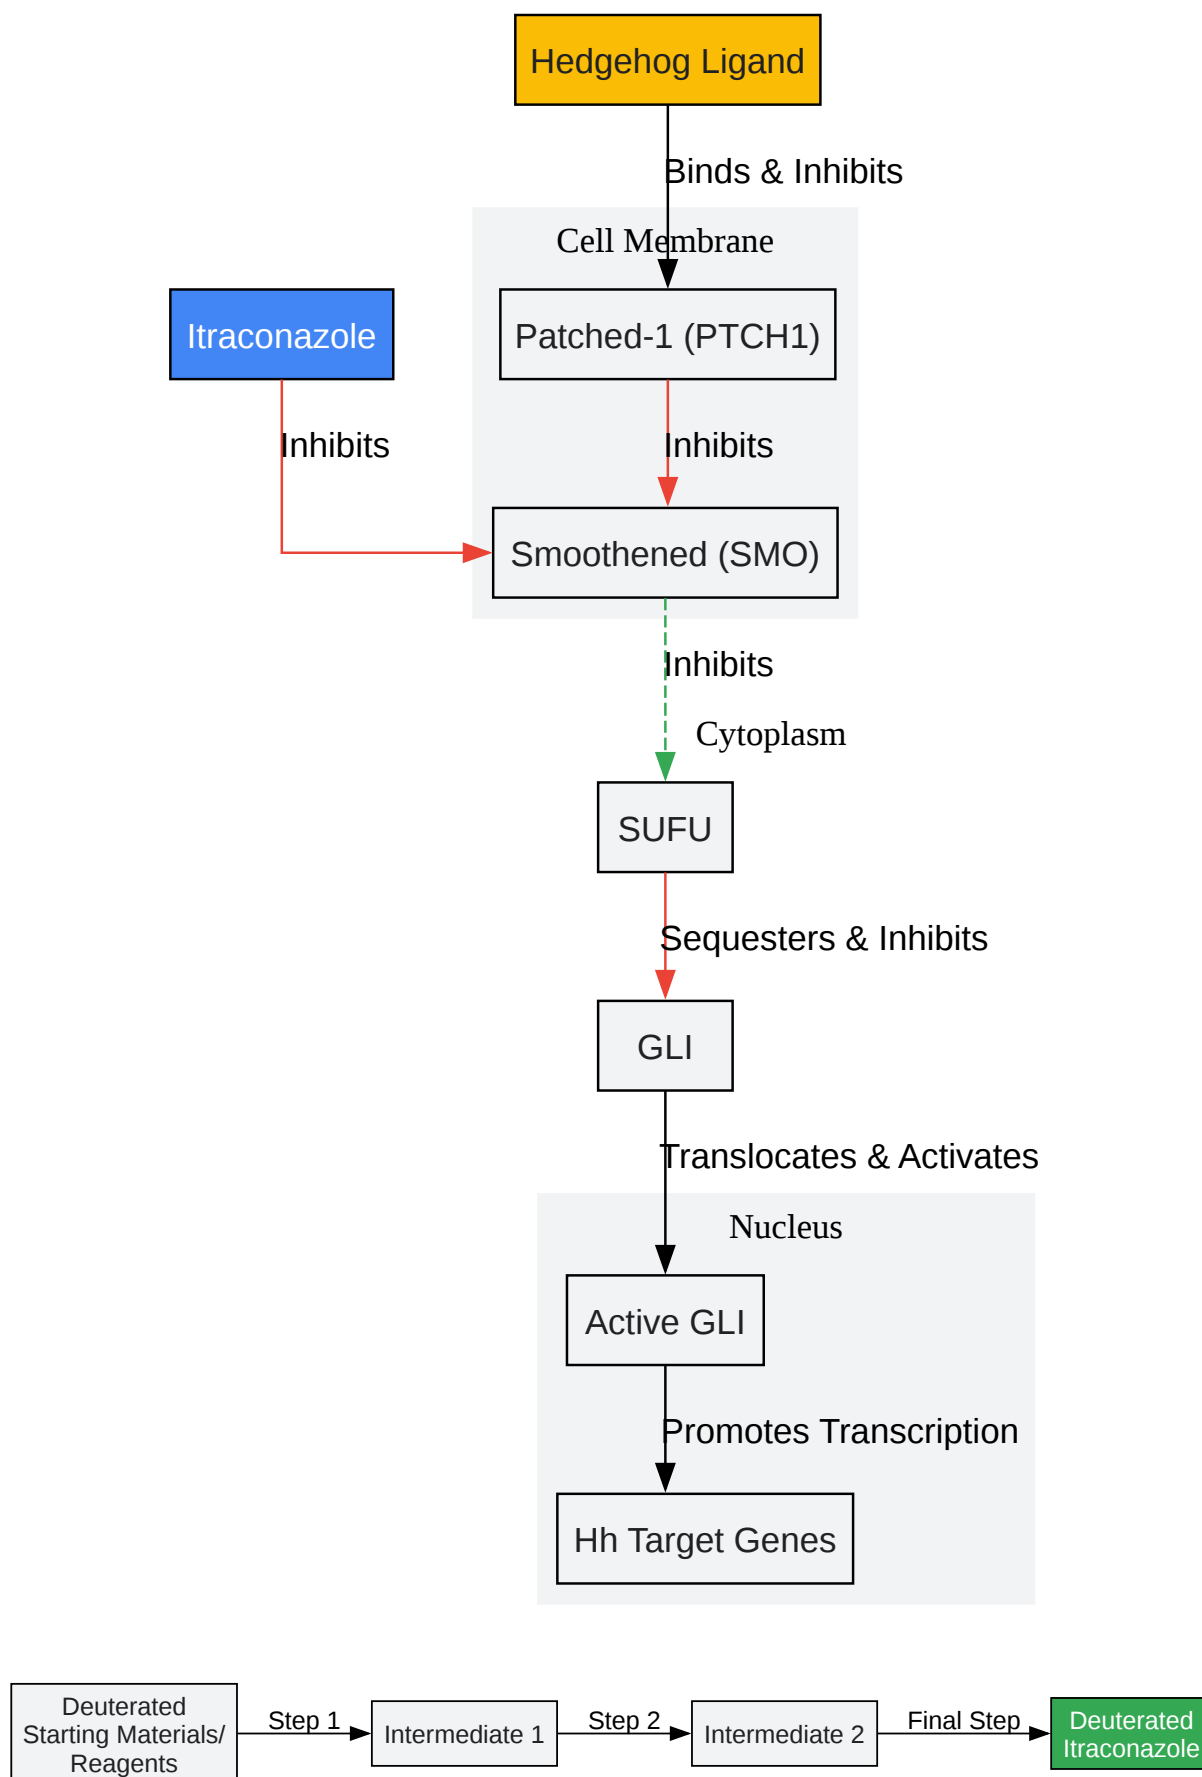 Hedgehog Ligand
Binds & Inhibits
Cell Membrane
Itraconazole
Patched-1 (PTCH1)
Inhibits
Inhibits
Smoothened (SMO)
Inhibits
Cytoplasm
SUFU
Sequesters & Inhibits
GLI
Translocates & Activates
Nucleus
Active GLI
Promotes Transcription
Hh Target Genes
Deuterated
Starting Materials/
Reagents
Step 1
Intermediate 1
Step 2
Intermediate 2
Final Step
Deuterated
Itraconazole